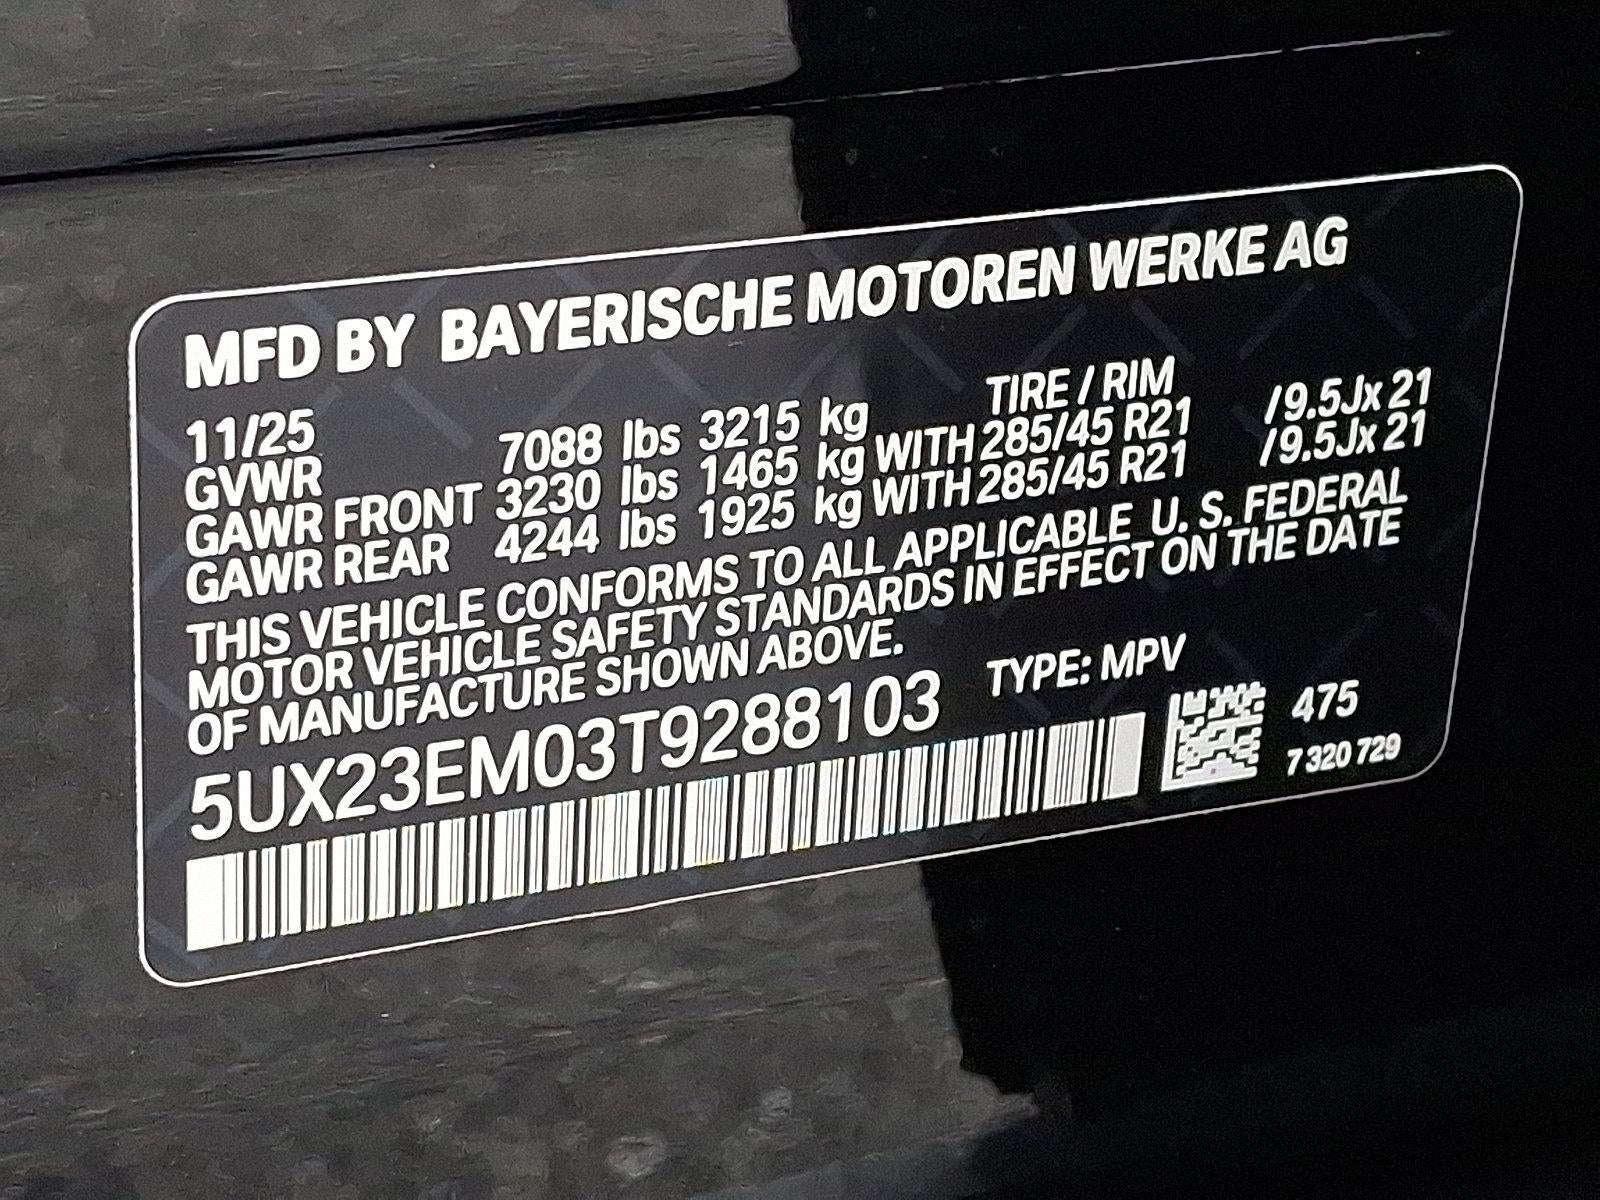 MFD BY BAYERISCHE MOTOREN WERKE AG
11/25 TIRE / RIM
GVWR 7088 lbs 3215 kg
GAWR FRONT 3230 lbs 1465 kg WITH 285/45 R21 /9.5Jx 21
GAWR REAR 4244 lbs 1925 kg WITH 285/45 R21 /9.5Jx 21
THIS VEHICLE CONFORMS TO ALL APPLICABLE U. S. FEDERAL
MOTOR VEHICLE SAFETY STANDARDS IN EFFECT ON THE DATE
OF MANUFACTURE SHOWN ABOVE.
5UX23EM03T9288103 TYPE: MPV
475
7 320 729